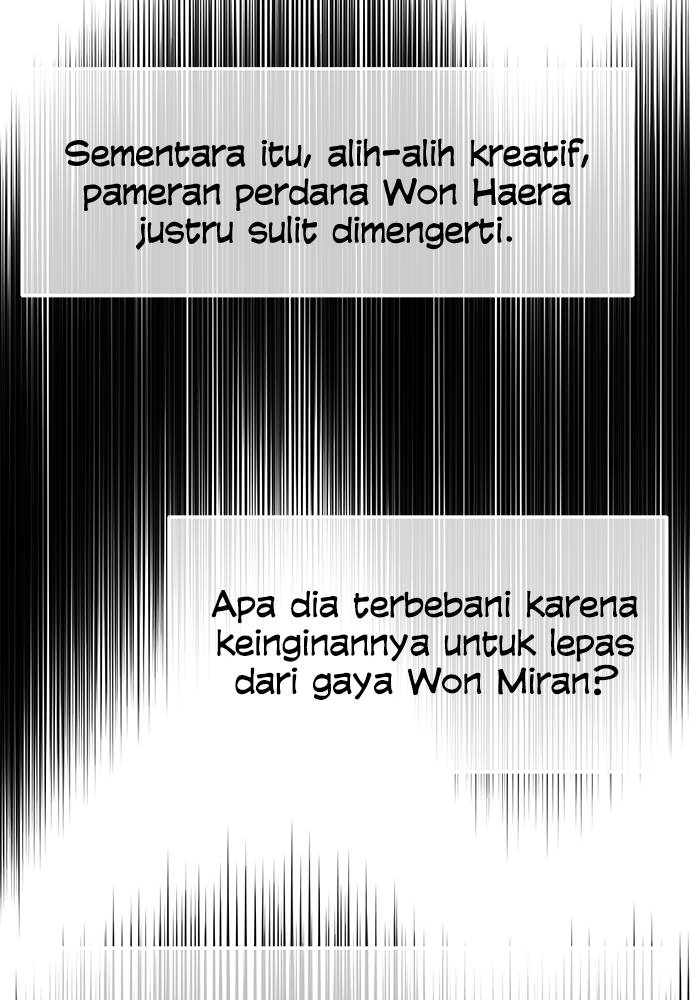 Sementara itu, alih-alih kreatif,
pameran perdana Won Haera
justru sulit dimengerti.
Apa dia terbebani karena
keinginannya untuk lepas
dari gaya Won Miran?